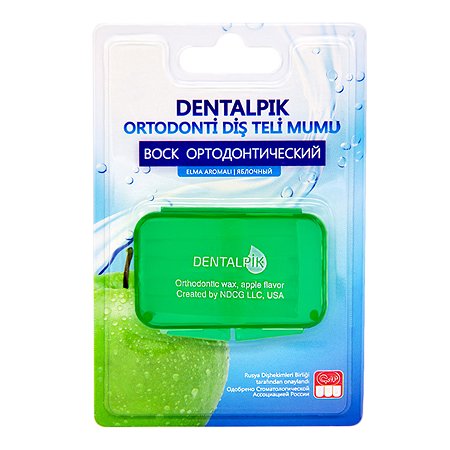 DENTALPIK
ORTODONTİ DİŞ TELİ MUMU
ВОСК ОРТОДОНТИЧЕСКИЙ
ELMA AROMALI | ЯБЛОЧНЫЙ
DENTALPİK
Orthodontic wax, apple flavor
Created by NDCG LLC, USA
Rusya Dişhekimleri Birliği
tarafından onaylandı
Одобрено Стоматологической
Ассоциацией России